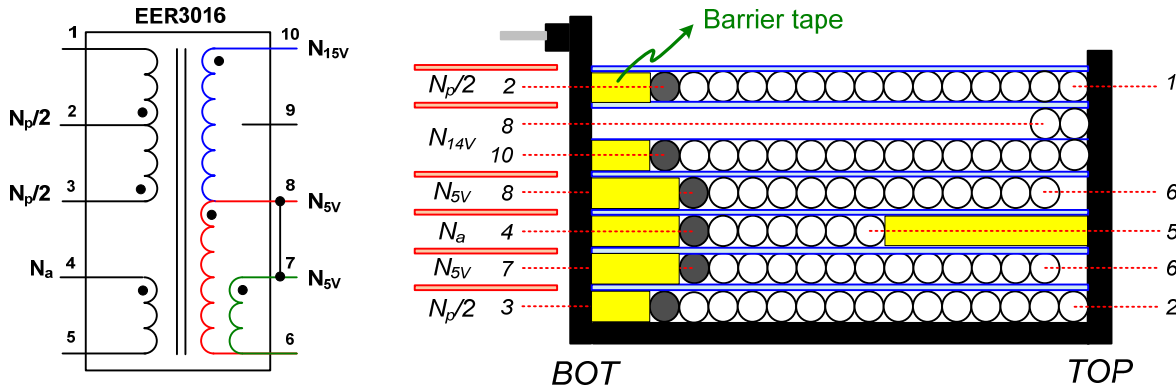 EER3016
1
10
N15V
2
Np/2
9
3
Np/2
8
N5V
4
Na
7
N5V
5
6
Barrier tape
Np/2 2 1
8
N14V
10
N5V 8 6
Na 4 5
N5V 7 6
Np/2 3 2
BOT TOP